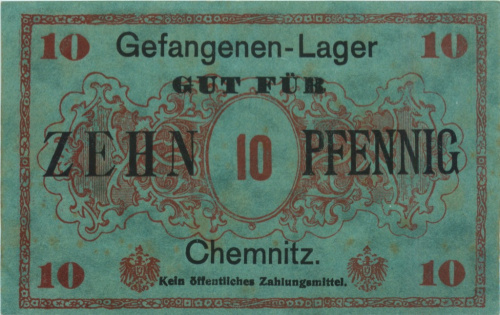 10 Gefangenen-Lager 10
GUT FÜR
ZEHN 10 PFENNIG
Chemnitz.
10 Kein öffentliches Zahlungsmittel. 10